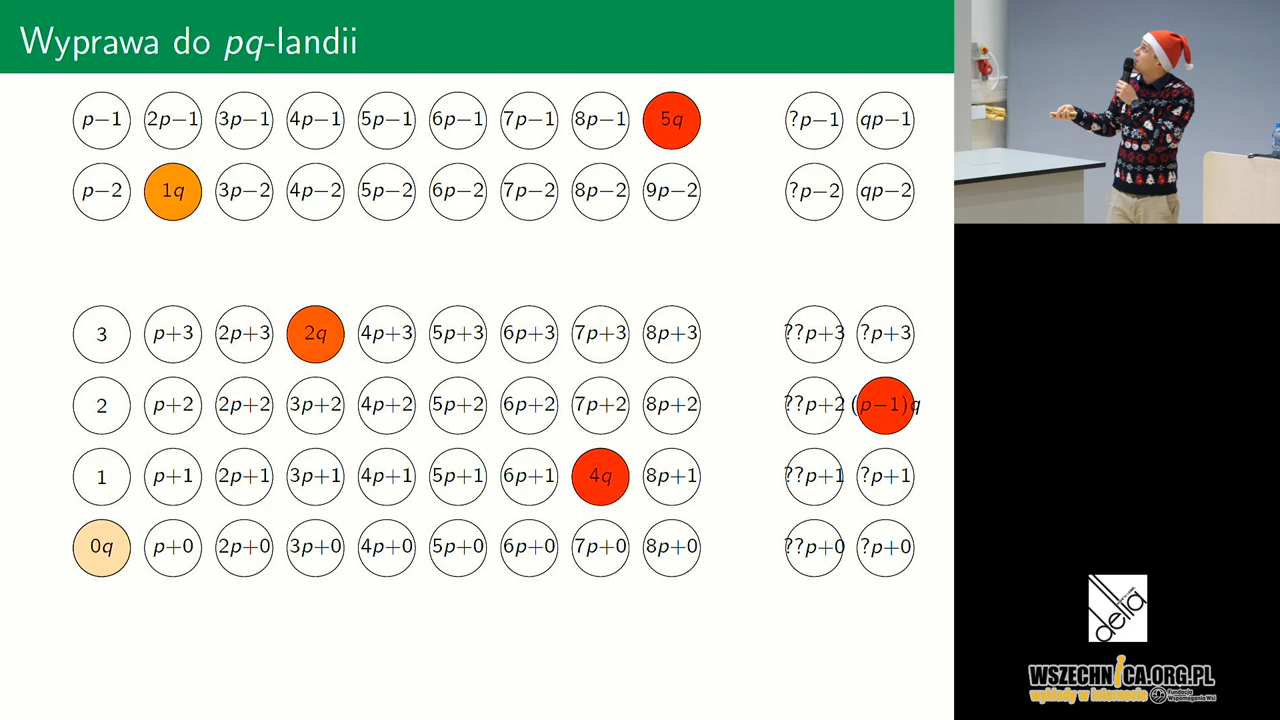 Wyprawa do pq-landii
p−1 2p−1 3p−1 4p−1 5p−1 6p−1 7p−1 8p−1 5q ?p−1 qp−1
p−2 1q 3p−2 4p−2 5p−2 6p−2 7p−2 8p−2 9p−2 ?p−2 qp−2
3 p+3 2p+3 2q 4p+3 5p+3 6p+3 7p+3 8p+3 ??p+3 ?p+3
2 p+2 2p+2 3p+2 4p+2 5p+2 6p+2 7p+2 8p+2 ??p+2 (p−1)q
1 p+1 2p+1 3p+1 4p+1 5p+1 6p+1 4q 8p+1 ??p+1 ?p+1
0q p+0 2p+0 3p+0 4p+0 5p+0 6p+0 7p+0 8p+0 ??p+0 ?p+0
delta
WSZECHNICA.ORG.PL
wykłady w internecie
Fundacja
Wspomagania Wsi